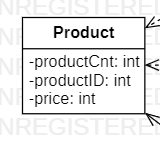 Product
-productCnt: int
-productID: int
-price: int